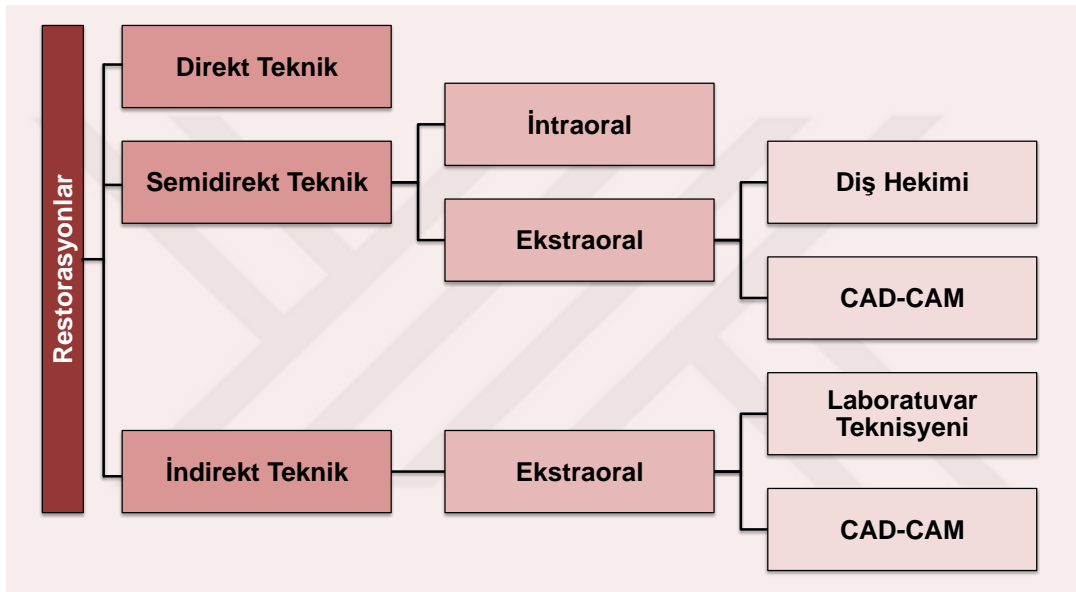 Restorasyonlar
Direkt Teknik
Semidirekt Teknik
İntraoral
Ekstraoral
Diş Hekimi
CAD-CAM
İndirekt Teknik
Ekstraoral
Laboratuvar
Teknisyeni
CAD-CAM